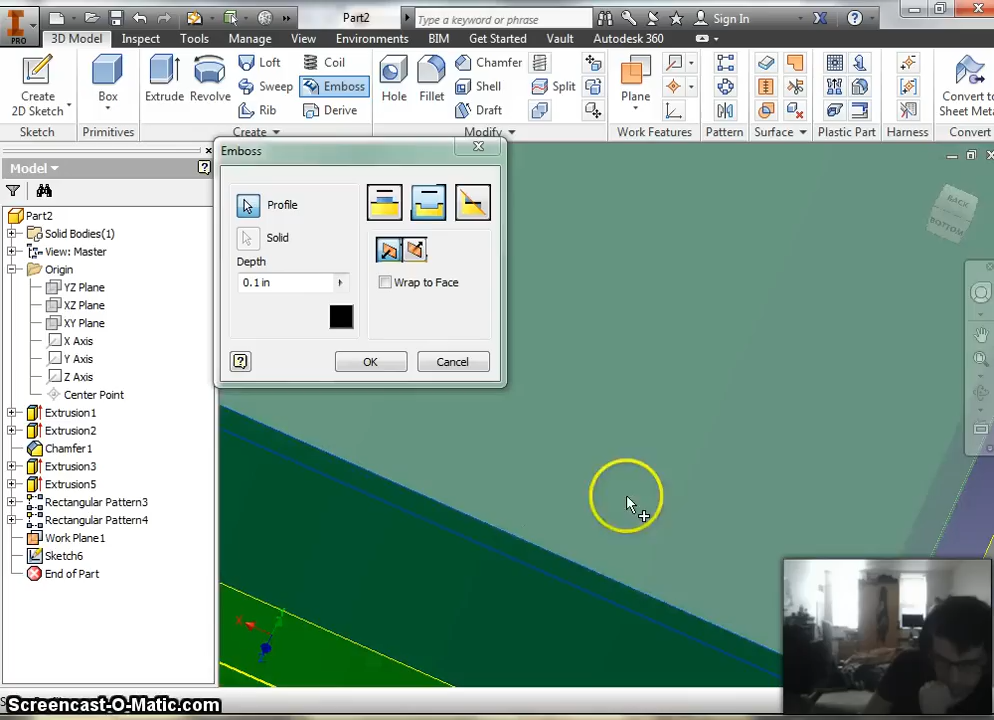 Part2
Type a keyword or phrase
Sign In
PRO
3D Model
Inspect
Tools
Manage
View
Environments
BIM
Get Started
Vault
Autodesk 360
Create
2D Sketch
Box
Extrude
Revolve
Loft
Sweep
Rib
Coil
Emboss
Derive
Hole
Fillet
Chamfer
Shell
Draft
Split
Plane
Convert to
Sheet Meta
Sketch
Primitives
Create
Modify
Work Features
Pattern
Surface
Plastic Part
Harness
Convert
Model
Part2
Solid Bodies(1)
View: Master
Origin
YZ Plane
XZ Plane
XY Plane
X Axis
Y Axis
Z Axis
Center Point
Extrusion1
Extrusion2
Chamfer1
Extrusion3
Extrusion5
Rectangular Pattern3
Rectangular Pattern4
Work Plane1
Sketch6
End of Part
Emboss
Profile
Solid
Depth
0.1 in
Wrap to Face
OK
Cancel
BACK
BOTTOM
Screencast-O-Matic.com